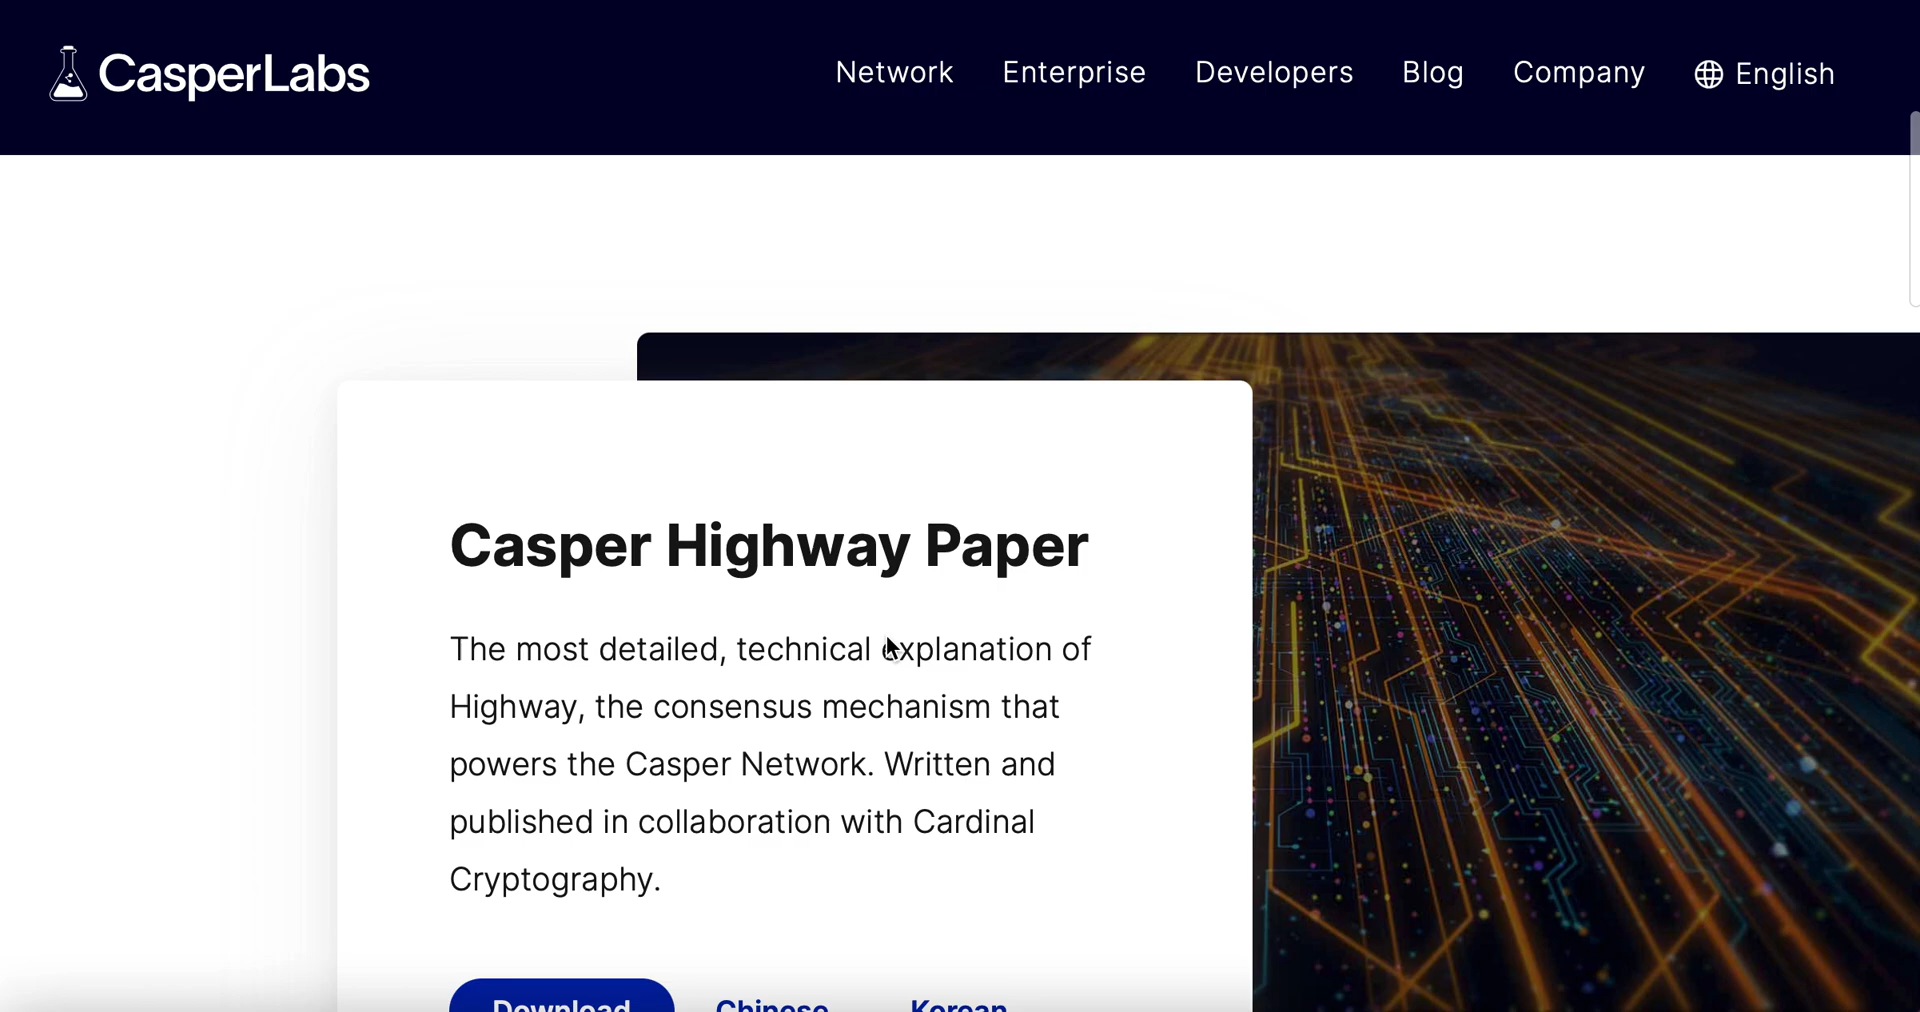 CasperLabs
Network Enterprise Developers Blog Company English
Casper Highway Paper
The most detailed, technical explanation of
Highway, the consensus mechanism that
powers the Casper Network. Written and
published in collaboration with Cardinal
Cryptography.
Download Chinese Korean